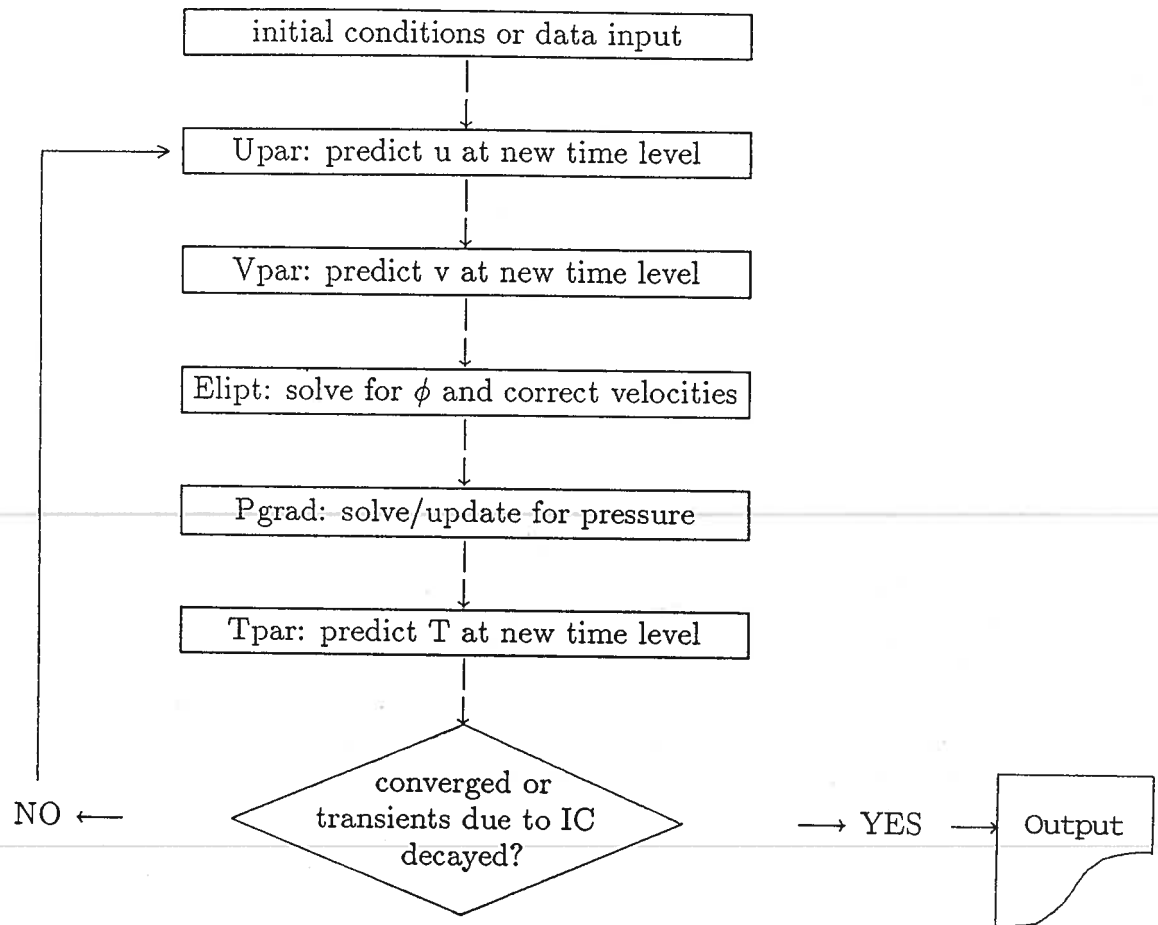 initial conditions or data input
Upar: predict u at new time level
Vpar: predict v at new time level
Elipt: solve for ϕ and correct velocities
Pgrad: solve/update for pressure
Tpar: predict T at new time level
converged or
transients due to IC
decayed?
NO
YES
Output